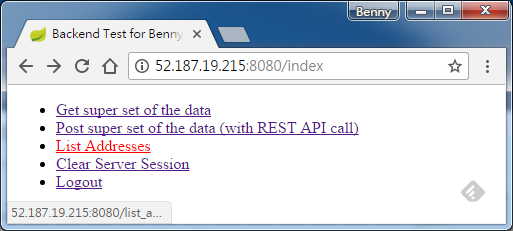 Benny
Backend Test for Benny
52.187.19.215:8080/index
Get super set of the data
Post super set of the data (with REST API call)
List Addresses
Clear Server Session
Logout
52.187.19.215:8080/list_a...